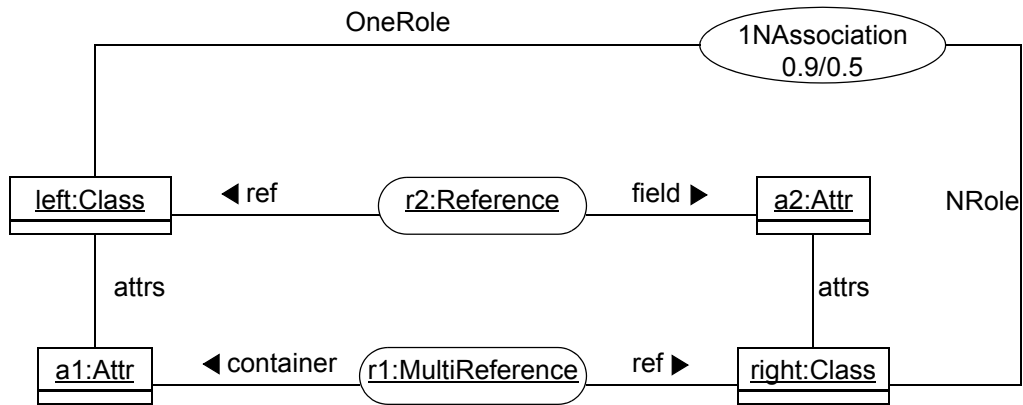 OneRole
1NAssociation
0.9/0.5
left:Class
◀ ref
r2:Reference
field ▶
a2:Attr
NRole
attrs
attrs
a1:Attr
◀ container
r1:MultiReference
ref ▶
right:Class